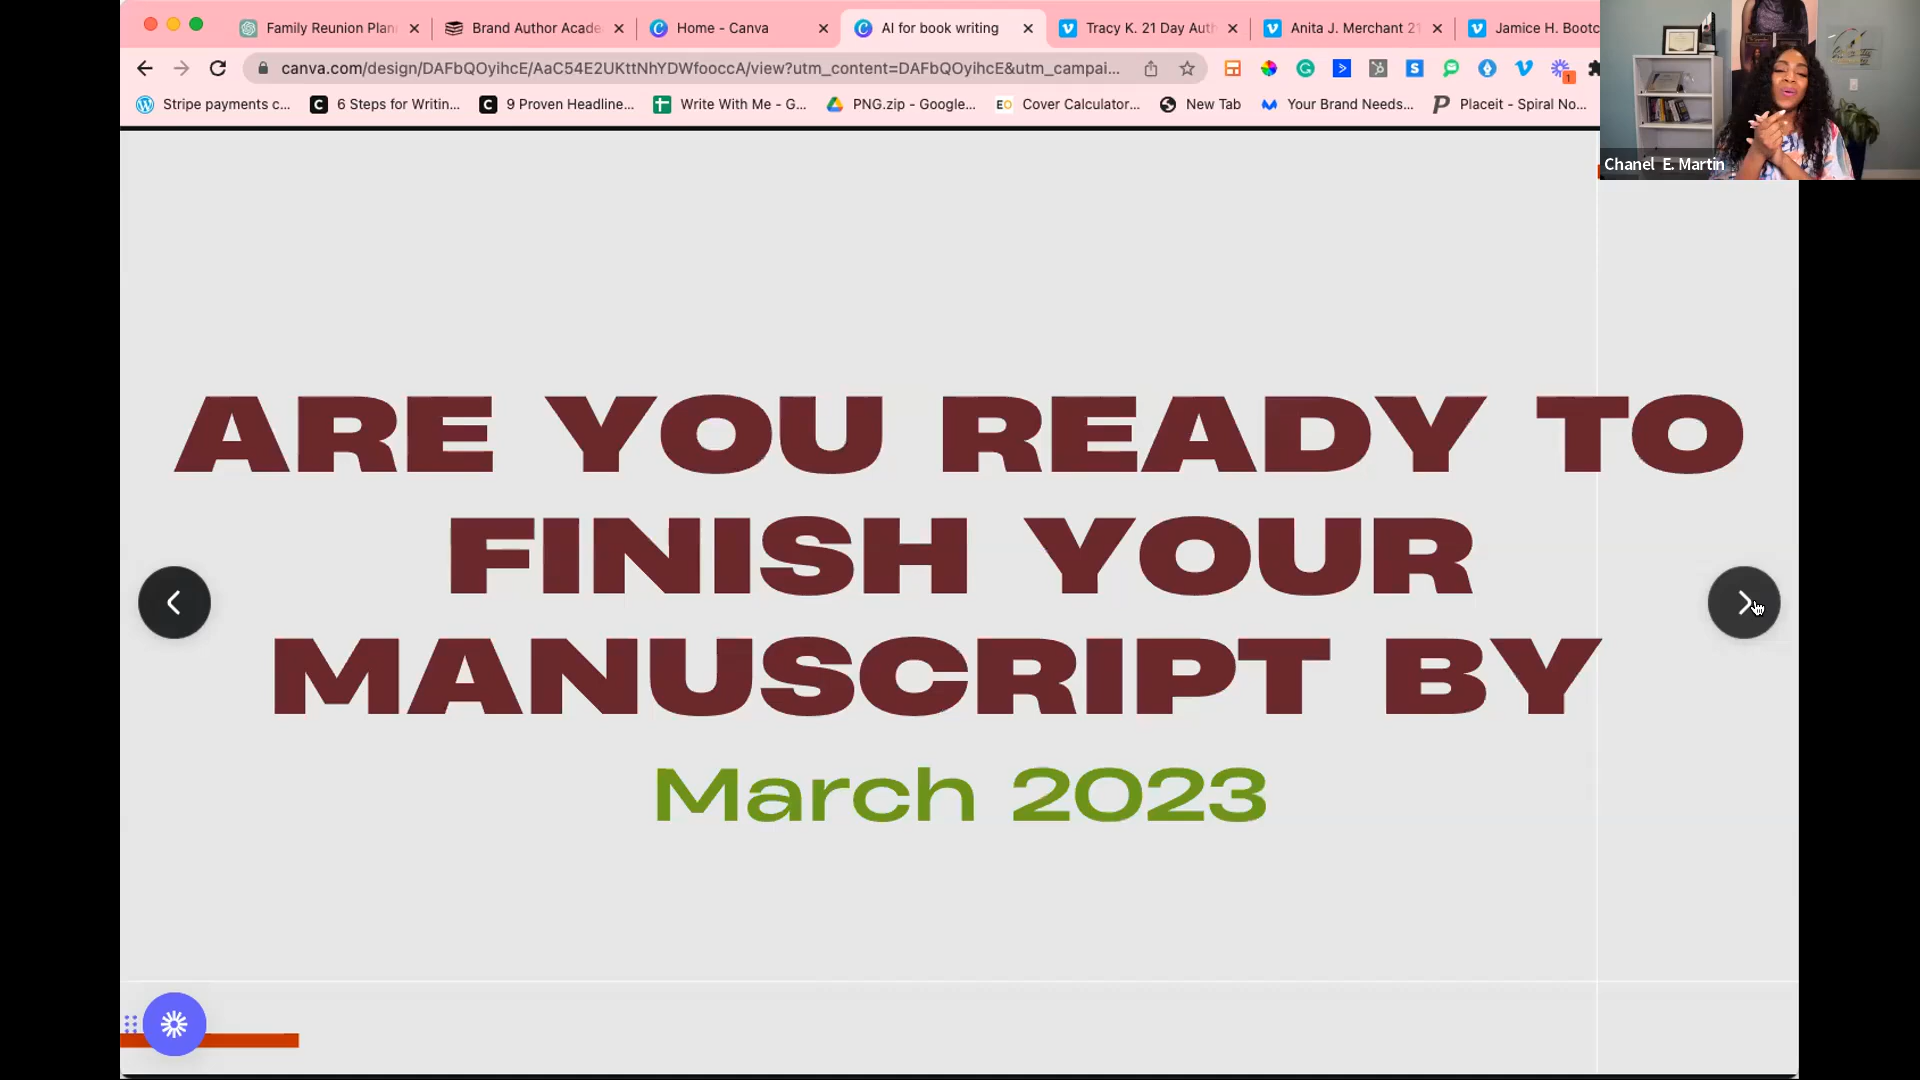 Family Reunion Plan
Brand Author Acade
Home - Canva
AI for book writing
Tracy K. 21 Day Auth
Anita J. Merchant 21
Jamice H. Bootc
canva.com/design/DAFbQOyihcE/AaC54E2UKttNhYDWfooccA/view?utm_content=DAFbQOyihcE&utm_campai...
1
Stripe payments c...
6 Steps for Writin...
9 Proven Headline...
Write With Me - G...
PNG.zip - Google...
EO Cover Calculator...
New Tab
Your Brand Needs...
Placeit - Spiral No...
Chanel E. Martin
ARE YOU READY TO
FINISH YOUR
MANUSCRIPT BY
March 2023